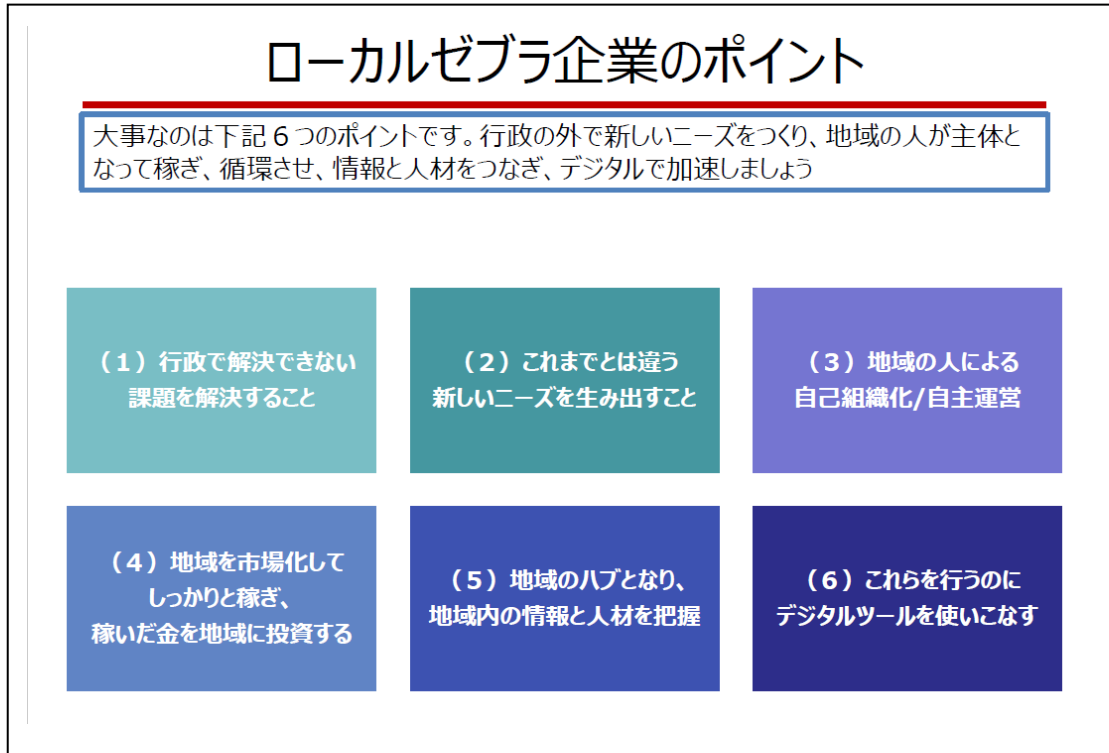 ローカルゼブラ企業のポイント
大事なのは下記６つのポイントです。行政の外で新しいニーズをつくり、地域の人が主体と
なって稼ぎ、循環させ、情報と人材をつなぎ、デジタルで加速しましょう
（１）行政で解決できない
課題を解決すること
（２）これまでとは違う
新しいニーズを生み出すこと
（３）地域の人による
自己組織化/自主運営
（４）地域を市場化して
しっかりと稼ぎ、
稼いだ金を地域に投資する
（５）地域のハブとなり、
地域内の情報と人材を把握
（６）これらを行うのに
デジタルツールを使いこなす